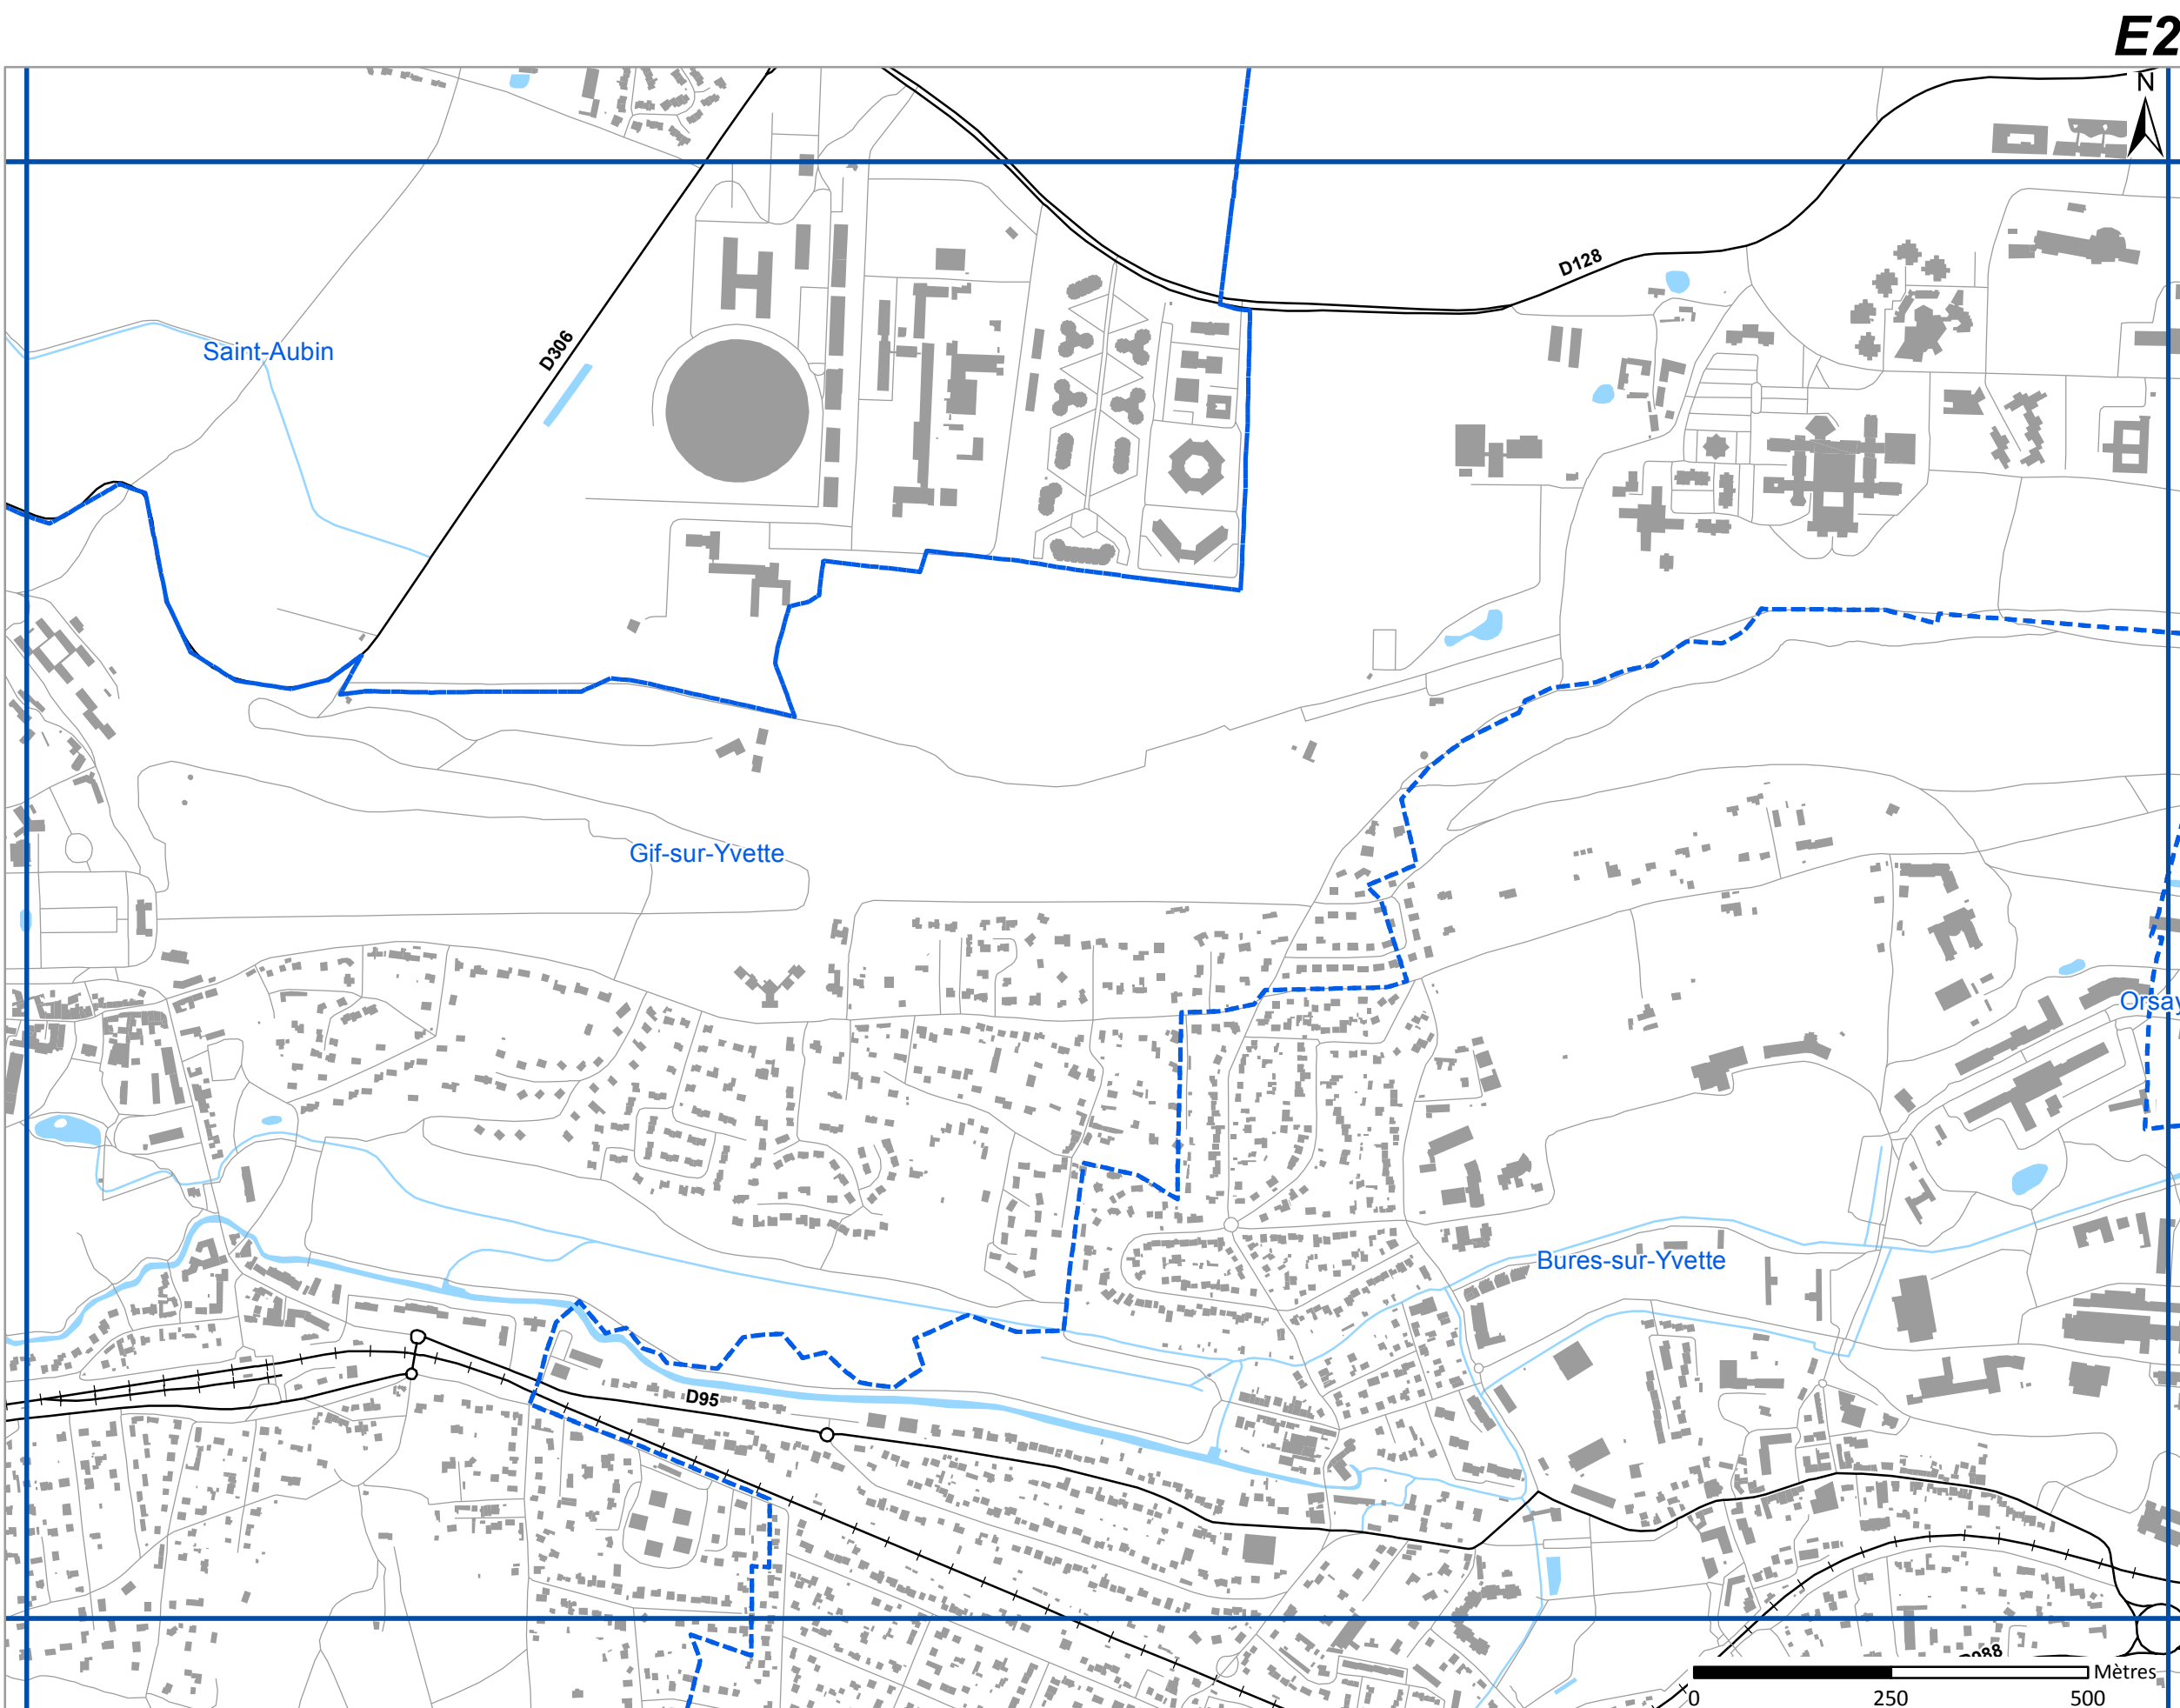 E2
N
D128
D306
Saint-Aubin
Gif-sur-Yvette
Orsay
Bures-sur-Yvette
D95
Mètres
0 250 500